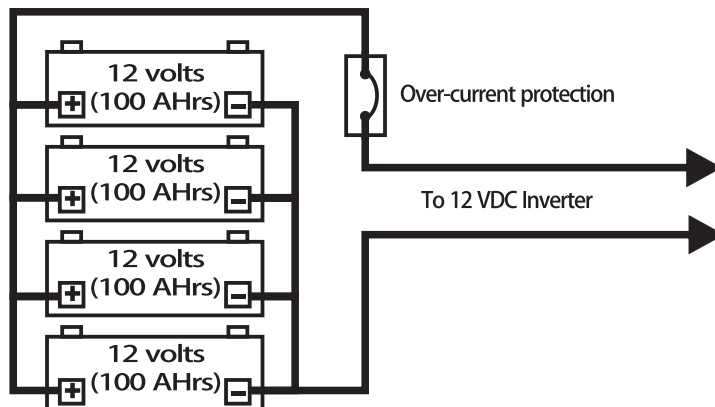 12 volts
(100 AHrs)
+ −
Over-current protection
12 volts
(100 AHrs)
+ −
To 12 VDC Inverter
12 volts
(100 AHrs)
+ −
12 volts
(100 AHrs)
+ −